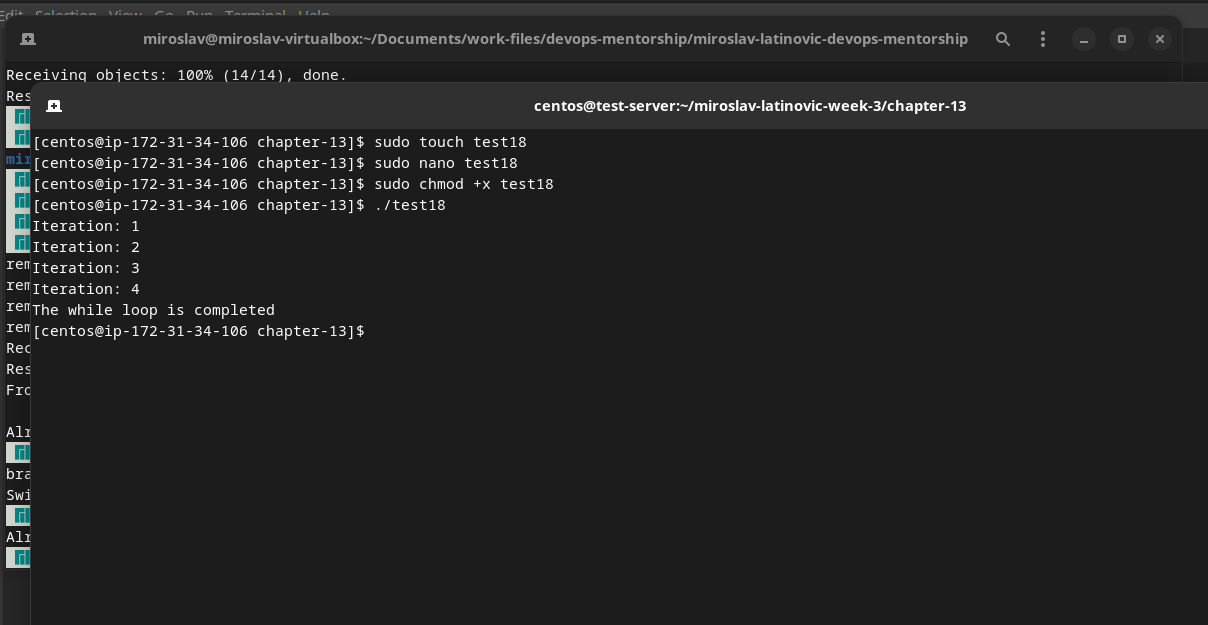 Edit Selection View Go Run Terminal Help
miroslav@miroslav-virtualbox:~/Documents/work-files/devops-mentorship/miroslav-latinovic-devops-mentorship
Receiving objects: 100% (14/14), done.
Res
centos@test-server:~/miroslav-latinovic-week-3/chapter-13
[centos@ip-172-31-34-106 chapter-13]$ sudo touch test18
mir
[centos@ip-172-31-34-106 chapter-13]$ sudo nano test18
[centos@ip-172-31-34-106 chapter-13]$ sudo chmod +x test18
[centos@ip-172-31-34-106 chapter-13]$ ./test18
Iteration: 1
Iteration: 2
rem
Iteration: 3
rem
Iteration: 4
rem
The while loop is completed
rem
[centos@ip-172-31-34-106 chapter-13]$
Rec
Res
Fro
Alr
bra
Swi
Alr